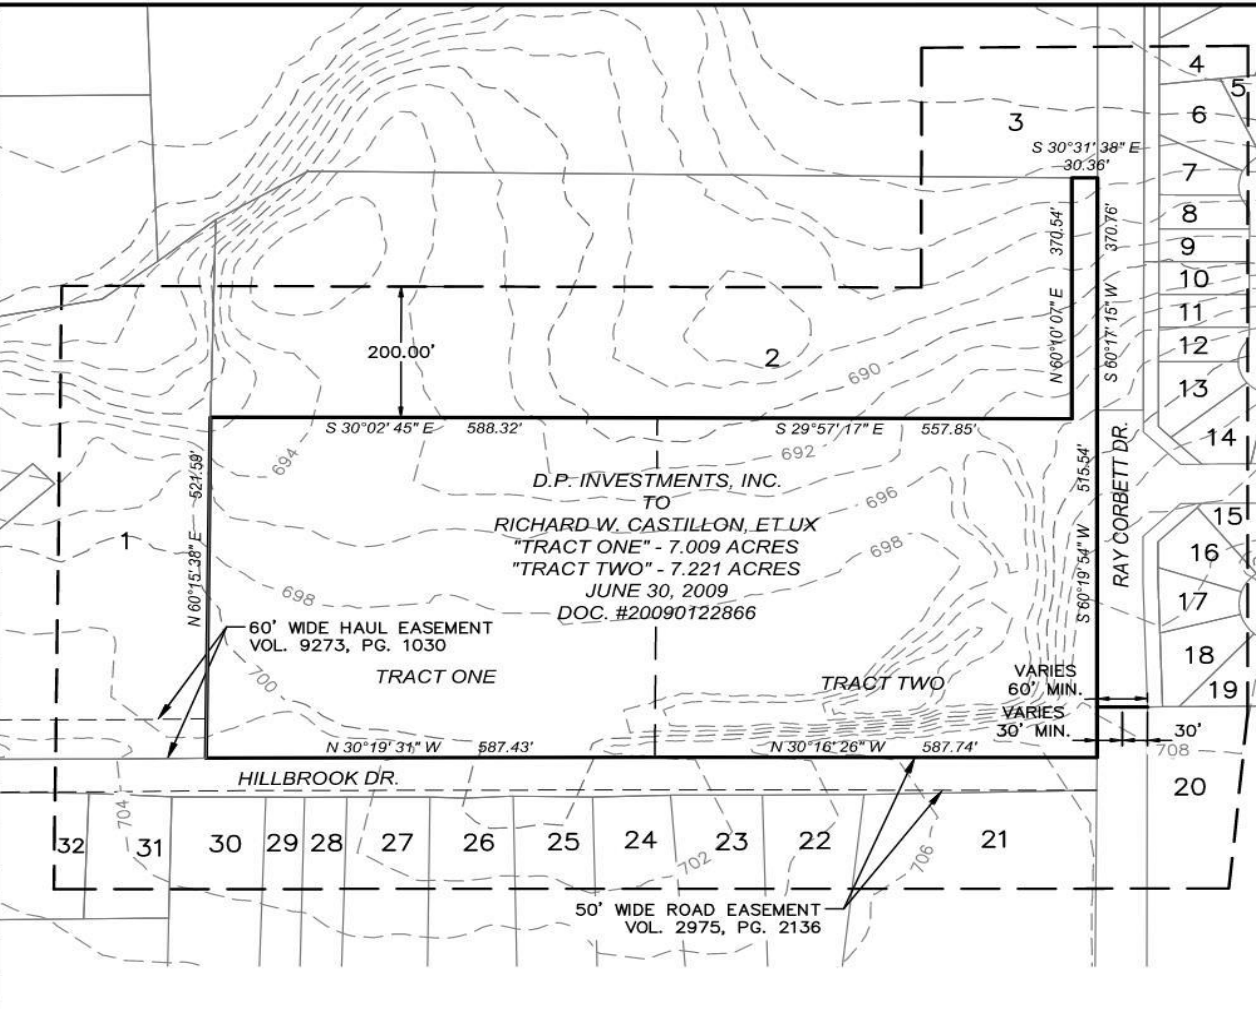 4
5
6
3
S 30°31' 38" E
30.36'
7
8
9
10
11
12
13
14
370.54'
N 60°10' 07" E
370.76'
S 60°17' 15" W
200.00'
2
690
S 30°02' 45" E 588.32'
S 29°57' 17" E 557.85'
692
694
696
698
698
700
521.59'
N 60°15' 38" E
1
D.P. INVESTMENTS, INC.
TO
RICHARD W. CASTILLON, ET UX
"TRACT ONE" - 7.009 ACRES
"TRACT TWO" - 7.221 ACRES
JUNE 30, 2009
DOC. #20090122866
515.54'
S 60°19' 54" W
RAY CORBETT DR.
15
16
17
18
19
60' WIDE HAUL EASEMENT
VOL. 9273, PG. 1030
TRACT ONE
TRACT TWO
VARIES
60' MIN.
VARIES
30' MIN.
30'
708
20
N 30°19' 31" W 587.43'
N 30°16' 26" W 587.74'
HILLBROOK DR.
704
32
31
30
29
28
27
26
25
24
23
22
21
702
706
50' WIDE ROAD EASEMENT
VOL. 2975, PG. 2136